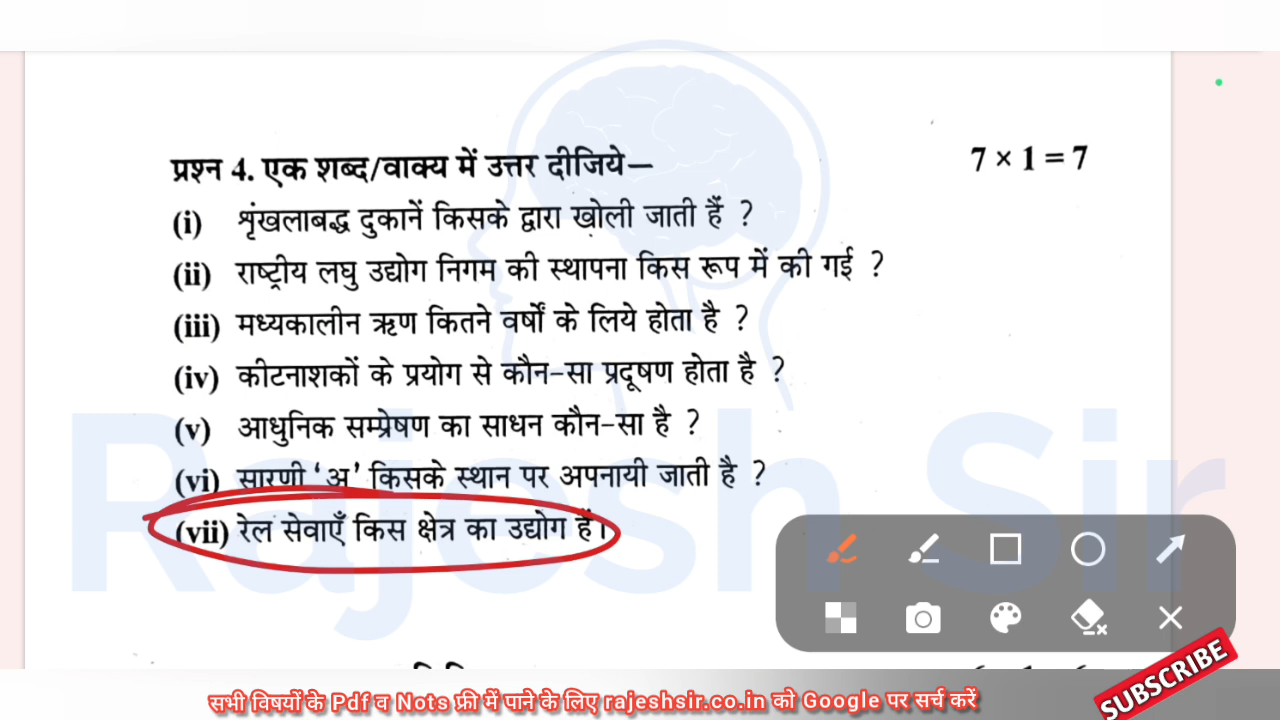 प्रश्न 4. एक शब्द/वाक्य में उत्तर दीजिये— 7 × 1 = 7
(i) शृंखलाबद्ध दुकानें किसके द्वारा खोली जाती हैं ?
(ii) राष्ट्रीय लघु उद्योग निगम की स्थापना किस रूप में की गई ?
(iii) मध्यकालीन ऋण कितने वर्षों के लिये होता है ?
(iv) कीटनाशकों के प्रयोग से कौन-सा प्रदूषण होता है ?
(v) आधुनिक सम्प्रेषण का साधन कौन-सा है ?
(vi) सारणी ‘अ’ किसके स्थान पर अपनायी जाती है ?
(vii) रेल सेवाएँ किस क्षेत्र का उद्योग हैं।
Rajesh Sir
सभी विषयों के Pdf व Nots फ्री में पाने के लिए rajeshsir.co.in को Google पर सर्च करें
SUBSCRIBE